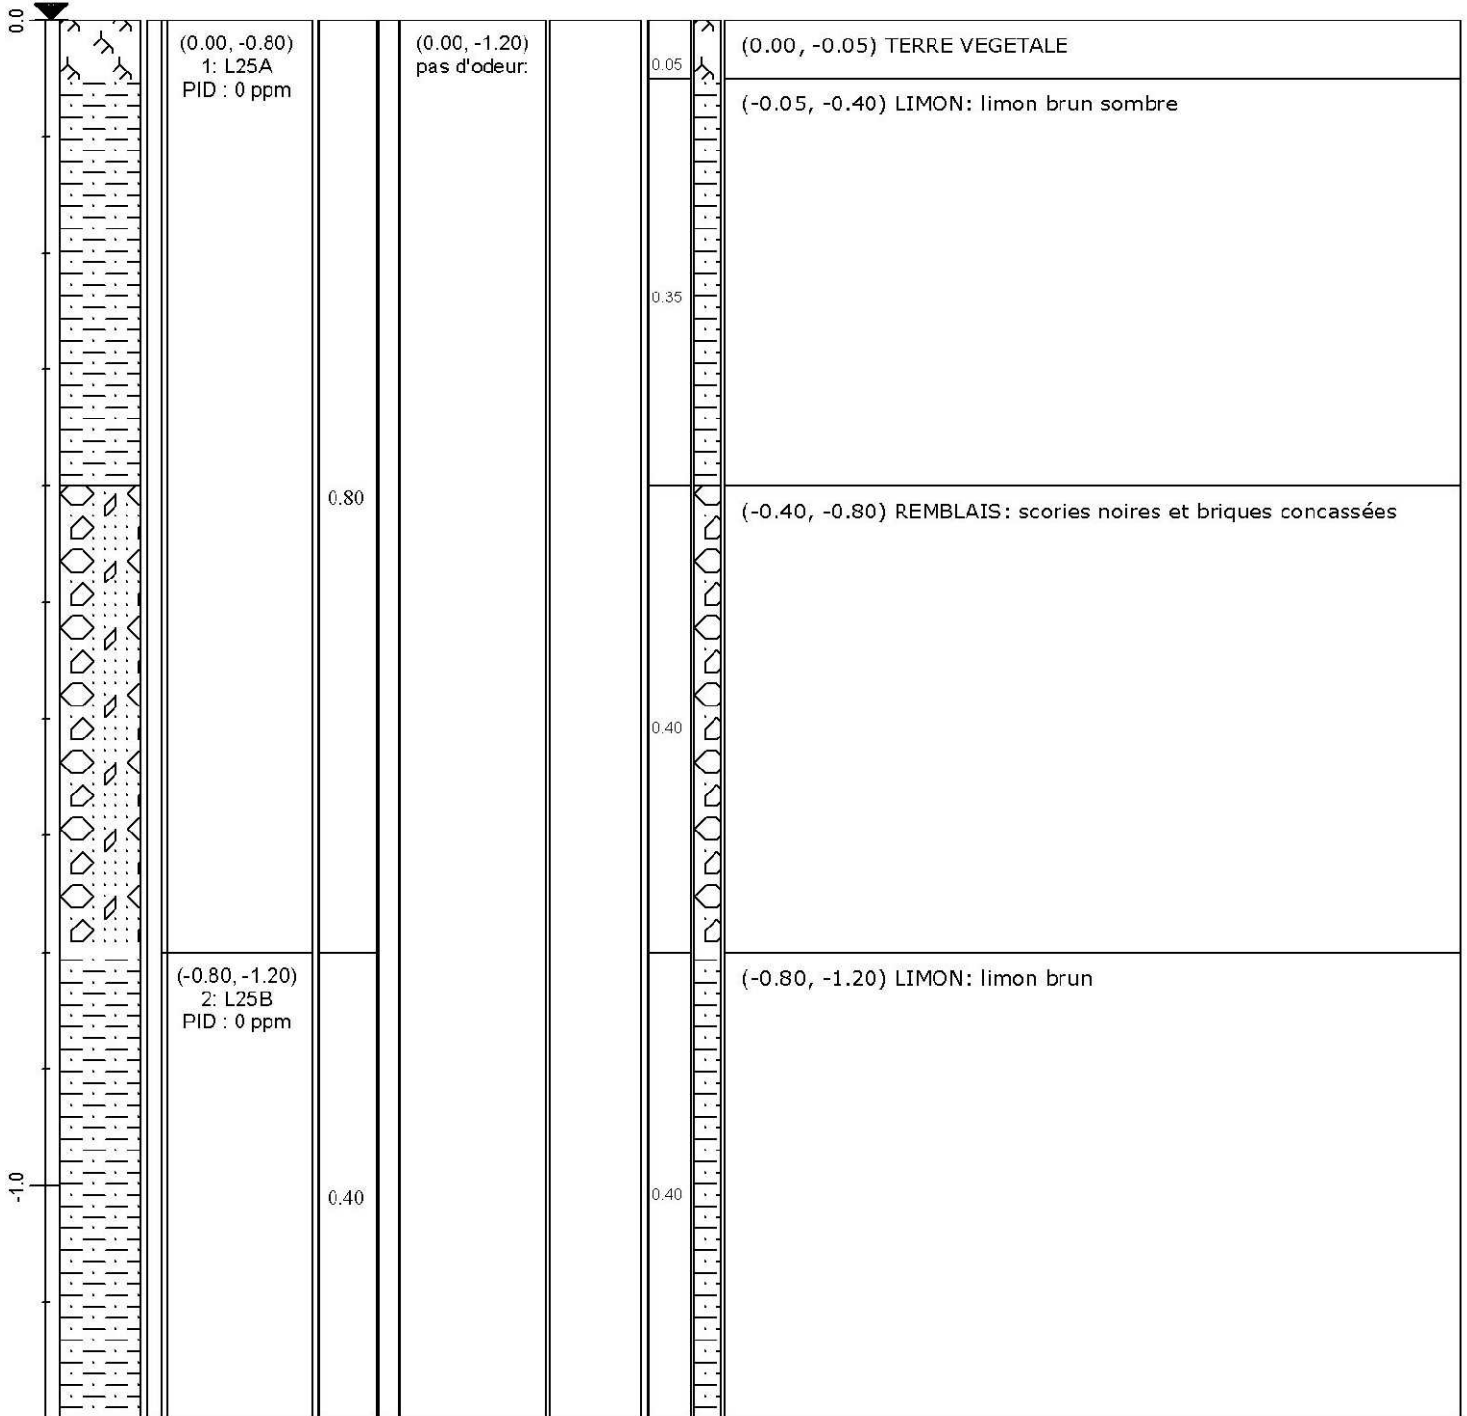 0.0
(0.00, -0.80)
1: L25A
PID : 0 ppm
(0.00, -1.20)
pas d'odeur:
0.05
(0.00, -0.05) TERRE VEGETALE
(-0.05, -0.40) LIMON: limon brun sombre
0.35
0.80
(-0.40, -0.80) REMBLAIS: scories noires et briques concassées
0.40
(-0.80, -1.20)
2: L25B
PID : 0 ppm
(-0.80, -1.20) LIMON: limon brun
-1.0
0.40
0.40